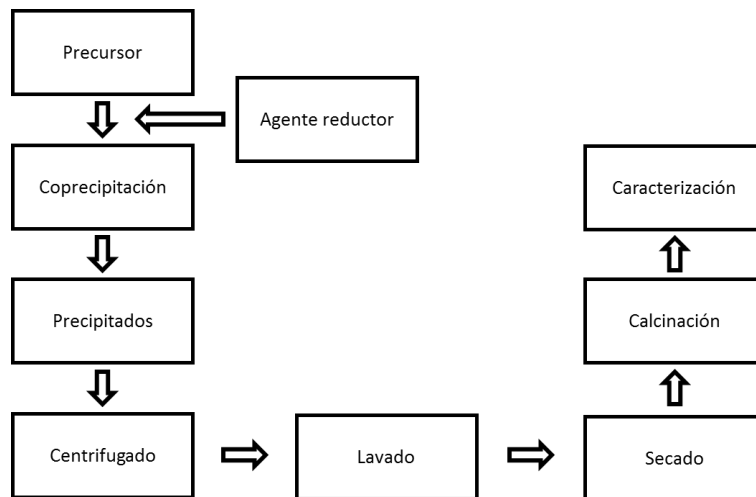 Precursor
Agente reductor
Coprecipitación
Precipitados
Centrifugado
Lavado
Secado
Calcinación
Caracterización